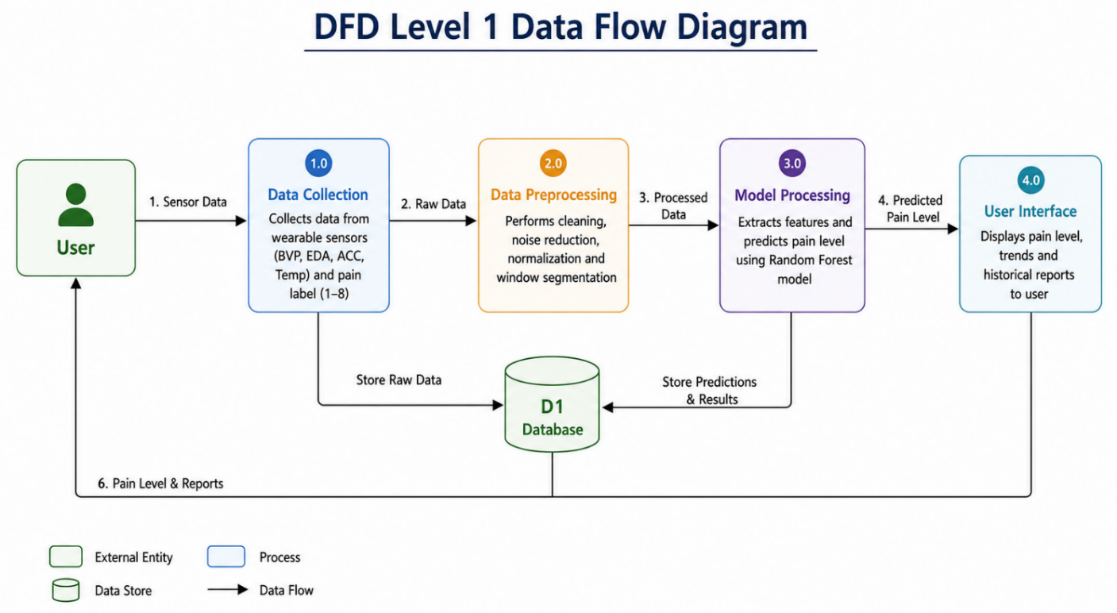 DFD Level 1 Data Flow Diagram
User
1. Sensor Data
1.0
Data Collection
Collects data from
wearable sensors
(BVP, EDA, ACC,
Temp) and pain
label (1–8)
2. Raw Data
2.0
Data Preprocessing
Performs cleaning,
noise reduction,
normalization and
window segmentation
3. Processed
Data
3.0
Model Processing
Extracts features and
predicts pain level
using Random Forest
model
4. Predicted
Pain Level
4.0
User Interface
Displays pain level,
trends and
historical reports
to user
Store Raw Data
D1
Database
Store Predictions
& Results
6. Pain Level & Reports
External Entity
Process
Data Store
Data Flow